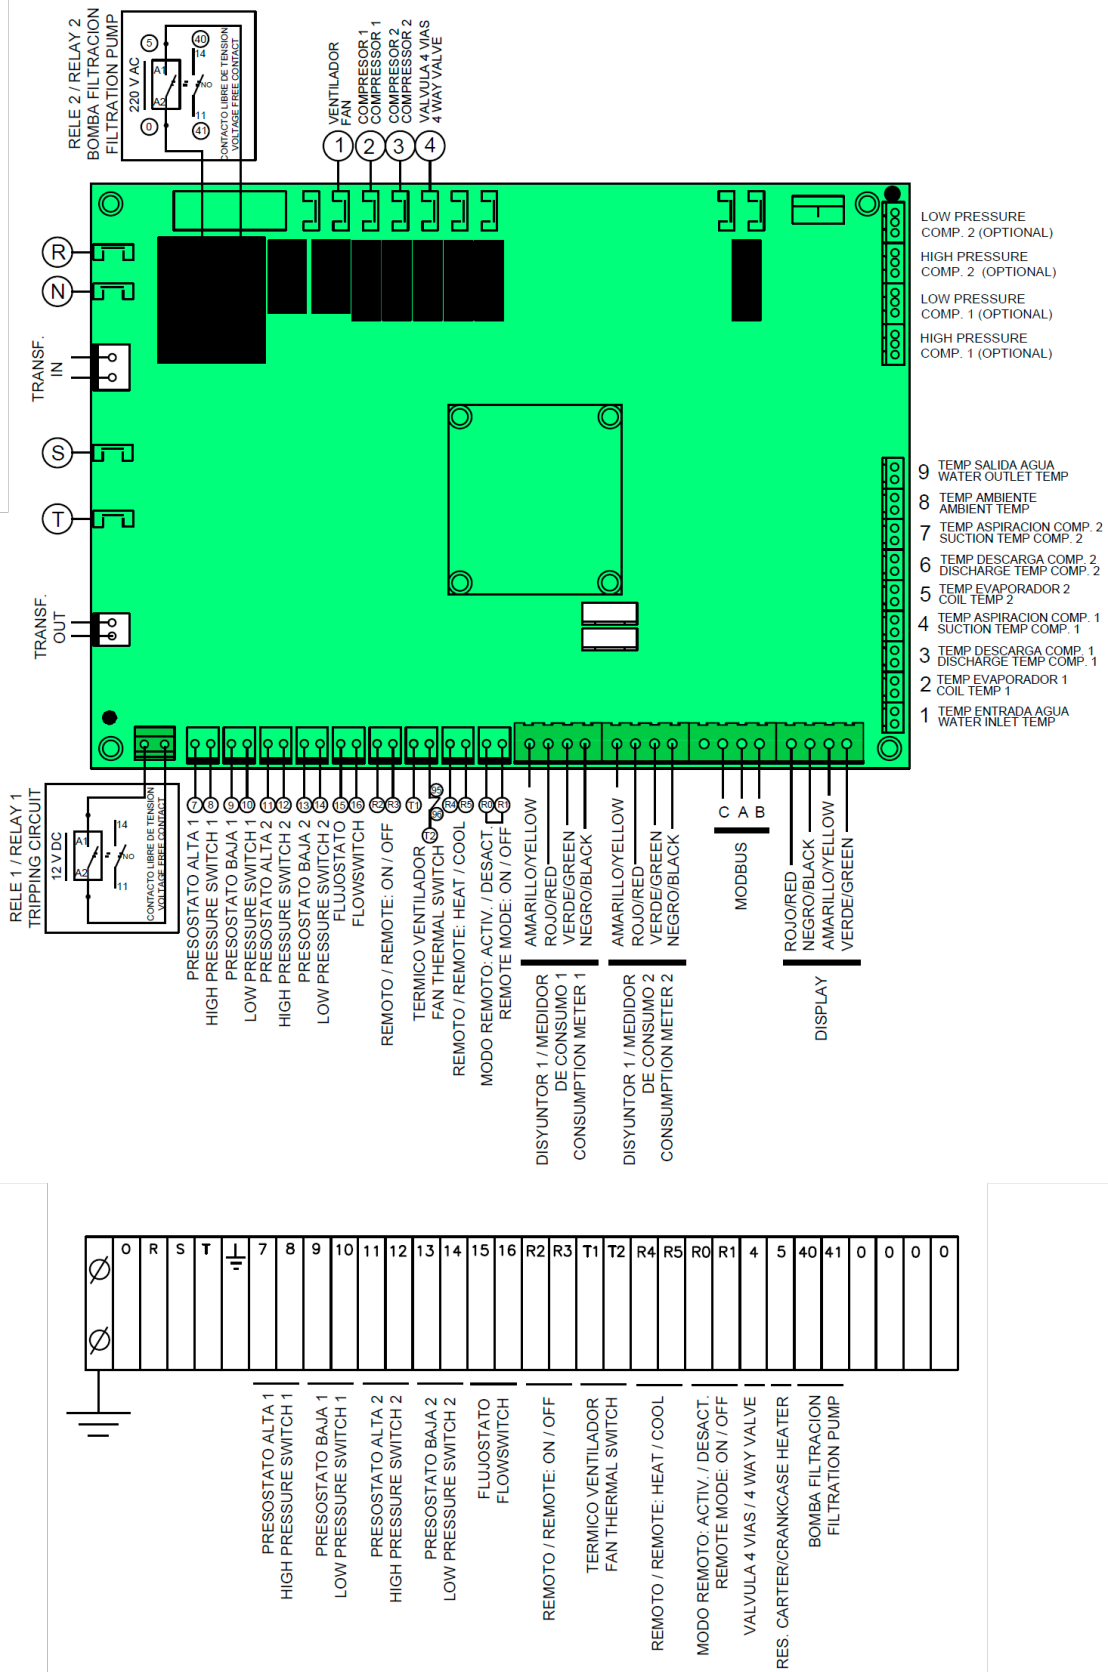 RELE 2 / RELAY 2
BOMBA FILTRACION
FILTRATION PUMP
220 V AC
5
40
14
A1
NO
A2
11
0
41
CONTACTO LIBRE DE TENSION
VOLTAGE FREE CONTACT
VENTILADOR
FAN
COMPRESOR 1
COMPRESSOR 1
COMPRESOR 2
COMPRESSOR 2
VALVULA 4 VIAS
4 WAY VALVE
1
2
3
4
R
N
TRANSF.
IN
S
T
TRANSF.
OUT
LOW PRESSURE
COMP. 2 (OPTIONAL)
HIGH PRESSURE
COMP. 2 (OPTIONAL)
LOW PRESSURE
COMP. 1 (OPTIONAL)
HIGH PRESSURE
COMP. 1 (OPTIONAL)
9 TEMP SALIDA AGUA
WATER OUTLET TEMP
8 TEMP AMBIENTE
AMBIENT TEMP
7 TEMP ASPIRACION COMP. 2
SUCTION TEMP COMP. 2
6 TEMP DESCARGA COMP. 2
DISCHARGE TEMP COMP. 2
5 TEMP EVAPORADOR 2
COIL TEMP 2
4 TEMP ASPIRACION COMP. 1
SUCTION TEMP COMP. 1
3 TEMP DESCARGA COMP. 1
DISCHARGE TEMP COMP. 1
2 TEMP EVAPORADOR 1
COIL TEMP 1
1 TEMP ENTRADA AGUA
WATER INLET TEMP
RELE 1 / RELAY 1
TRIPPING CIRCUIT
12 V DC
A1
14
NO
A2
11
CONTACTO LIBRE DE TENSION
VOLTAGE FREE CONTACT
7 8 9 10 11 12 13 14 15 16 R2 R3 T1 95 96 T2 R4 R5 R0 R1
PRESOSTATO ALTA 1
HIGH PRESSURE SWITCH 1
PRESOSTATO BAJA 1
LOW PRESSURE SWITCH 1
PRESOSTATO ALTA 2
HIGH PRESSURE SWITCH 2
PRESOSTATO BAJA 2
LOW PRESSURE SWITCH 2
FLUJOSTATO
FLOWSWITCH
REMOTO / REMOTE: ON / OFF
TERMICO VENTILADOR
FAN THERMAL SWITCH
REMOTO / REMOTE: HEAT / COOL
MODO REMOTO: ACTIV. / DESACT.
REMOTE MODE: ON / OFF
AMARILLO/YELLOW
ROJO/RED
VERDE/GREEN
NEGRO/BLACK
DISYUNTOR 1 / MEDIDOR
DE CONSUMO 1
CONSUMPTION METER 1
AMARILLO/YELLOW
ROJO/RED
VERDE/GREEN
NEGRO/BLACK
DISYUNTOR 1 / MEDIDOR
DE CONSUMO 2
CONSUMPTION METER 2
C A B
MODBUS
ROJO/RED
NEGRO/BLACK
AMARILLO/YELLOW
VERDE/GREEN
DISPLAY
0 R S T 7 8 9 10 11 12 13 14 15 16 R2 R3 T1 T2 R4 R5 R0 R1 4 5 40 41 0 0 0 0
PRESOSTATO ALTA 1
HIGH PRESSURE SWITCH 1
PRESOSTATO BAJA 1
LOW PRESSURE SWITCH 1
PRESOSTATO ALTA 2
HIGH PRESSURE SWITCH 2
PRESOSTATO BAJA 2
LOW PRESSURE SWITCH 2
FLUJOSTATO
FLOWSWITCH
REMOTO / REMOTE: ON / OFF
TERMICO VENTILADOR
FAN THERMAL SWITCH
REMOTO / REMOTE: HEAT / COOL
MODO REMOTO: ACTIV. / DESACT.
REMOTE MODE: ON / OFF
VALVULA 4 VIAS / 4 WAY VALVE
RES. CARTER/CRANKCASE HEATER
BOMBA FILTRACION
FILTRATION PUMP